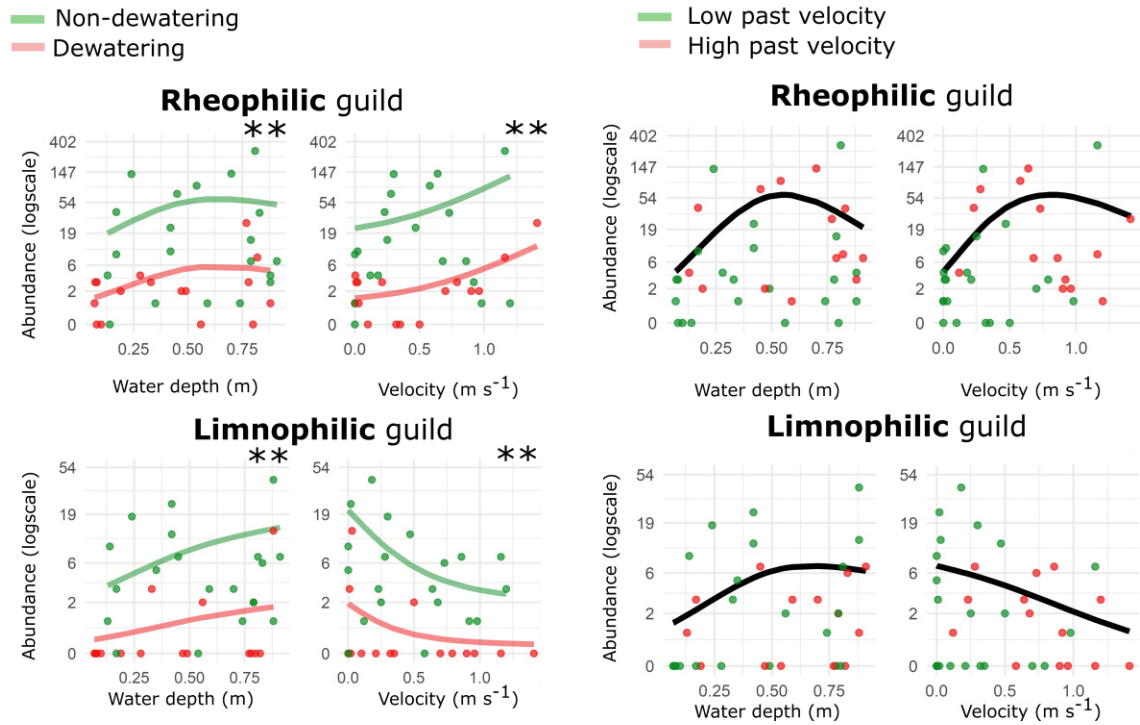 Non-dewatering
Dewatering
Low past velocity
High past velocity
Rheophilic guild
**
**
Abundance (logscale)
402
147
54
19
6
2
0
0.25
0.50
0.75
Water depth (m)
0.0
0.5
1.0
Velocity (m s⁻¹)
Rheophilic guild
Abundance (logscale)
402
147
54
19
6
2
0
0.25
0.50
0.75
Water depth (m)
0.0
0.5
1.0
Velocity (m s⁻¹)
Limnophilic guild
**
**
Abundance (logscale)
54
19
6
2
0
0.25
0.50
0.75
Water depth (m)
0.0
0.5
1.0
Velocity (m s⁻¹)
Limnophilic guild
Abundance (logscale)
54
19
6
2
0
0.25
0.50
0.75
Water depth (m)
0.0
0.5
1.0
Velocity (m s⁻¹)